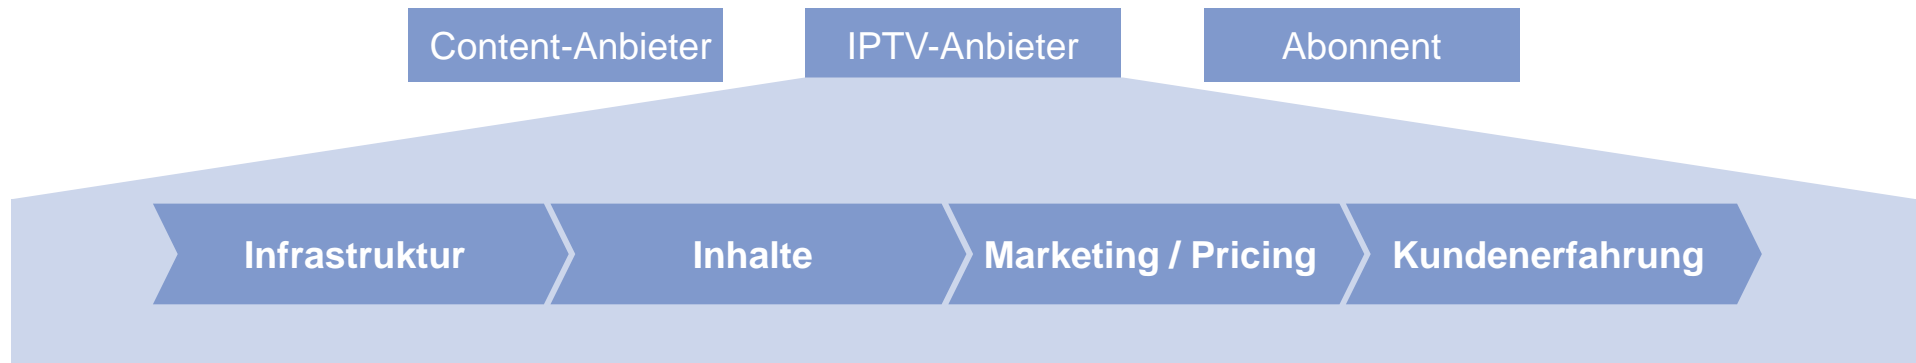 Content-Anbieter
IPTV-Anbieter
Abonnent
Infrastruktur
Inhalte
Marketing / Pricing
Kundenerfahrung